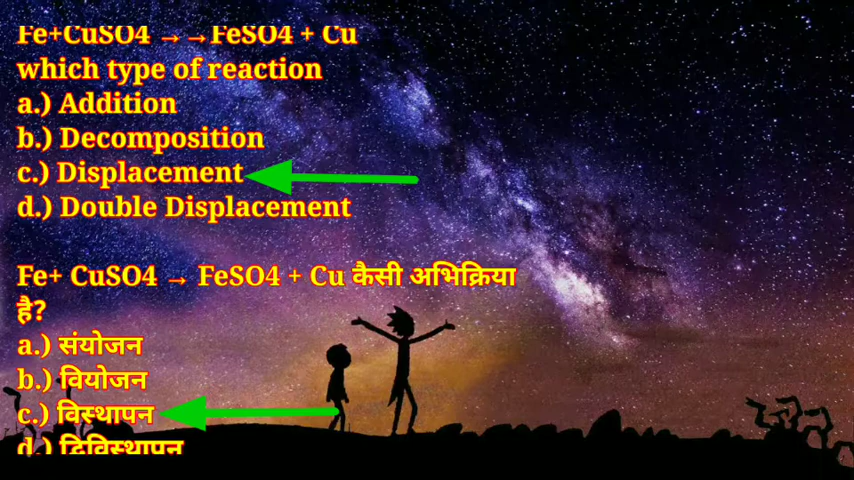 Fe+CuSO4 →→FeSO4 + Cu
which type of reaction
a.) Addition
b.) Decomposition
c.) Displacement
d.) Double Displacement
Fe+ CuSO4 → FeSO4 + Cu कैसी अभिक्रिया
है?
a.) संयोजन
b.) वियोजन
c.) विस्थापन
d.) द्विविस्थापन